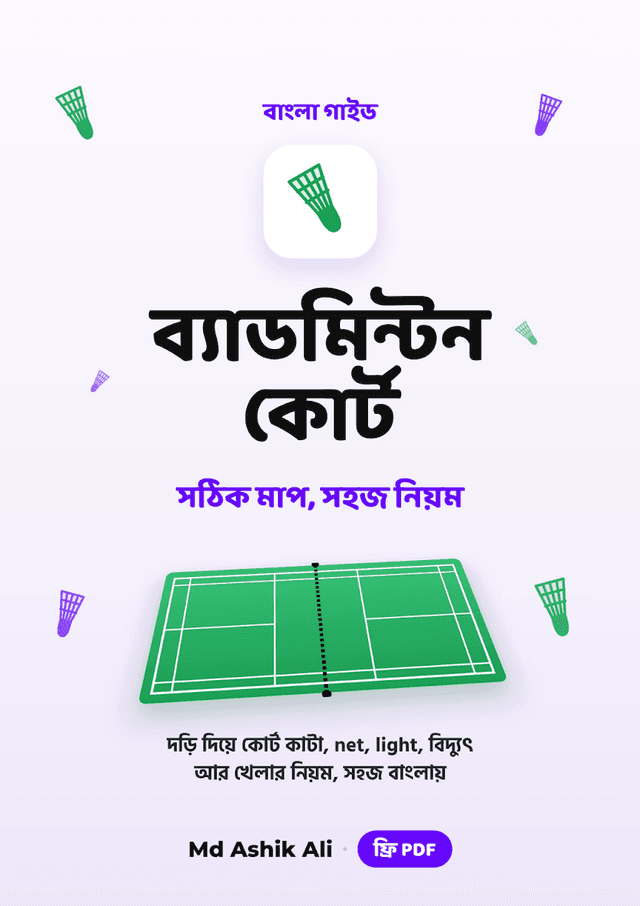 বাংলা গাইড
ব্যাডমিন্টন
কোর্ট
সঠিক মাপ, সহজ নিয়ম
দড়ি দিয়ে কোর্ট কাটা, net, light, বিদ্যুৎ
আর খেলার নিয়ম, সহজ বাংলায়
Md Ashik Ali • ফ্রি PDF